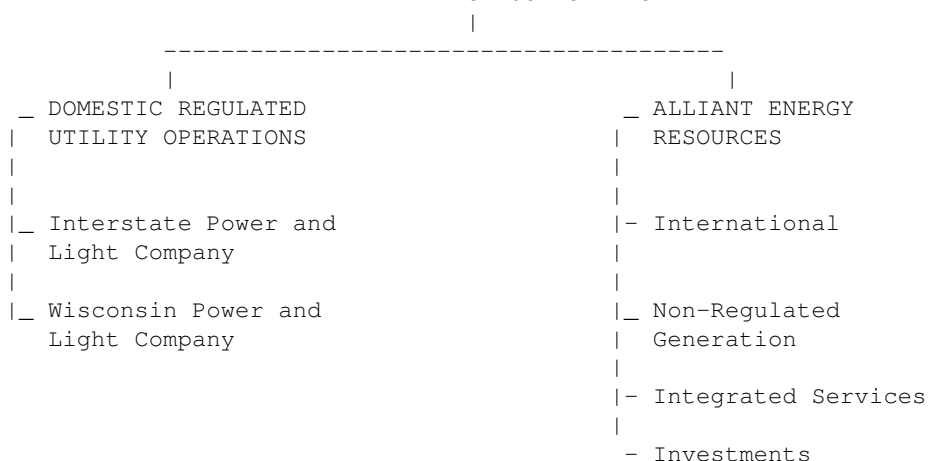 DOMESTIC REGULATED
UTILITY OPERATIONS
Interstate Power and
Light Company
Wisconsin Power and
Light Company
ALLIANT ENERGY
RESOURCES
International
Non-Regulated
Generation
Integrated Services
Investments